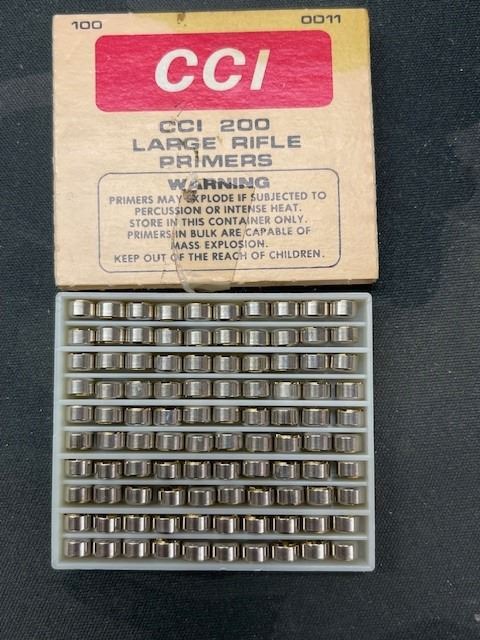 100 0011
CCI
CCI 200
LARGE RIFLE
PRIMERS
WARNING
PRIMERS MAY EXPLODE IF SUBJECTED TO
PERCUSSION OR INTENSE HEAT.
STORE IN THIS CONTAINER ONLY.
PRIMERS IN BULK ARE CAPABLE OF
MASS EXPLOSION.
KEEP OUT OF THE REACH OF CHILDREN.